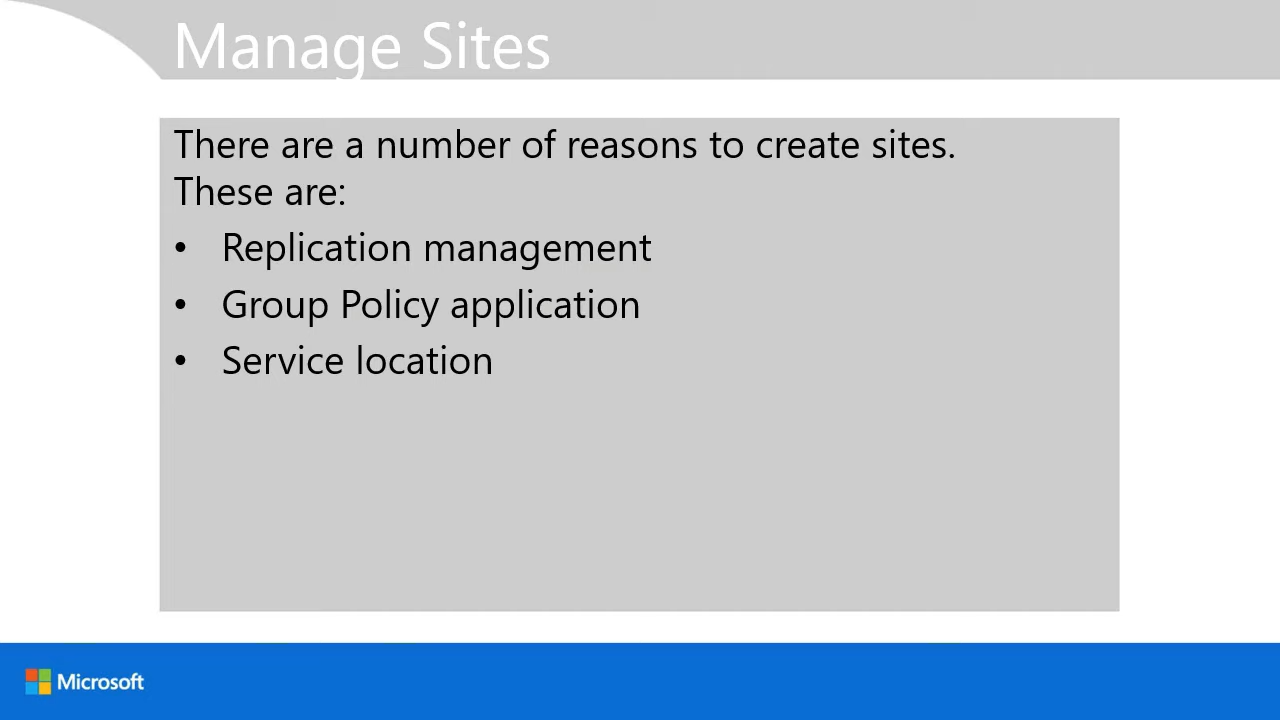 Manage Sites
There are a number of reasons to create sites.
These are:
• Replication management
• Group Policy application
• Service location
Microsoft